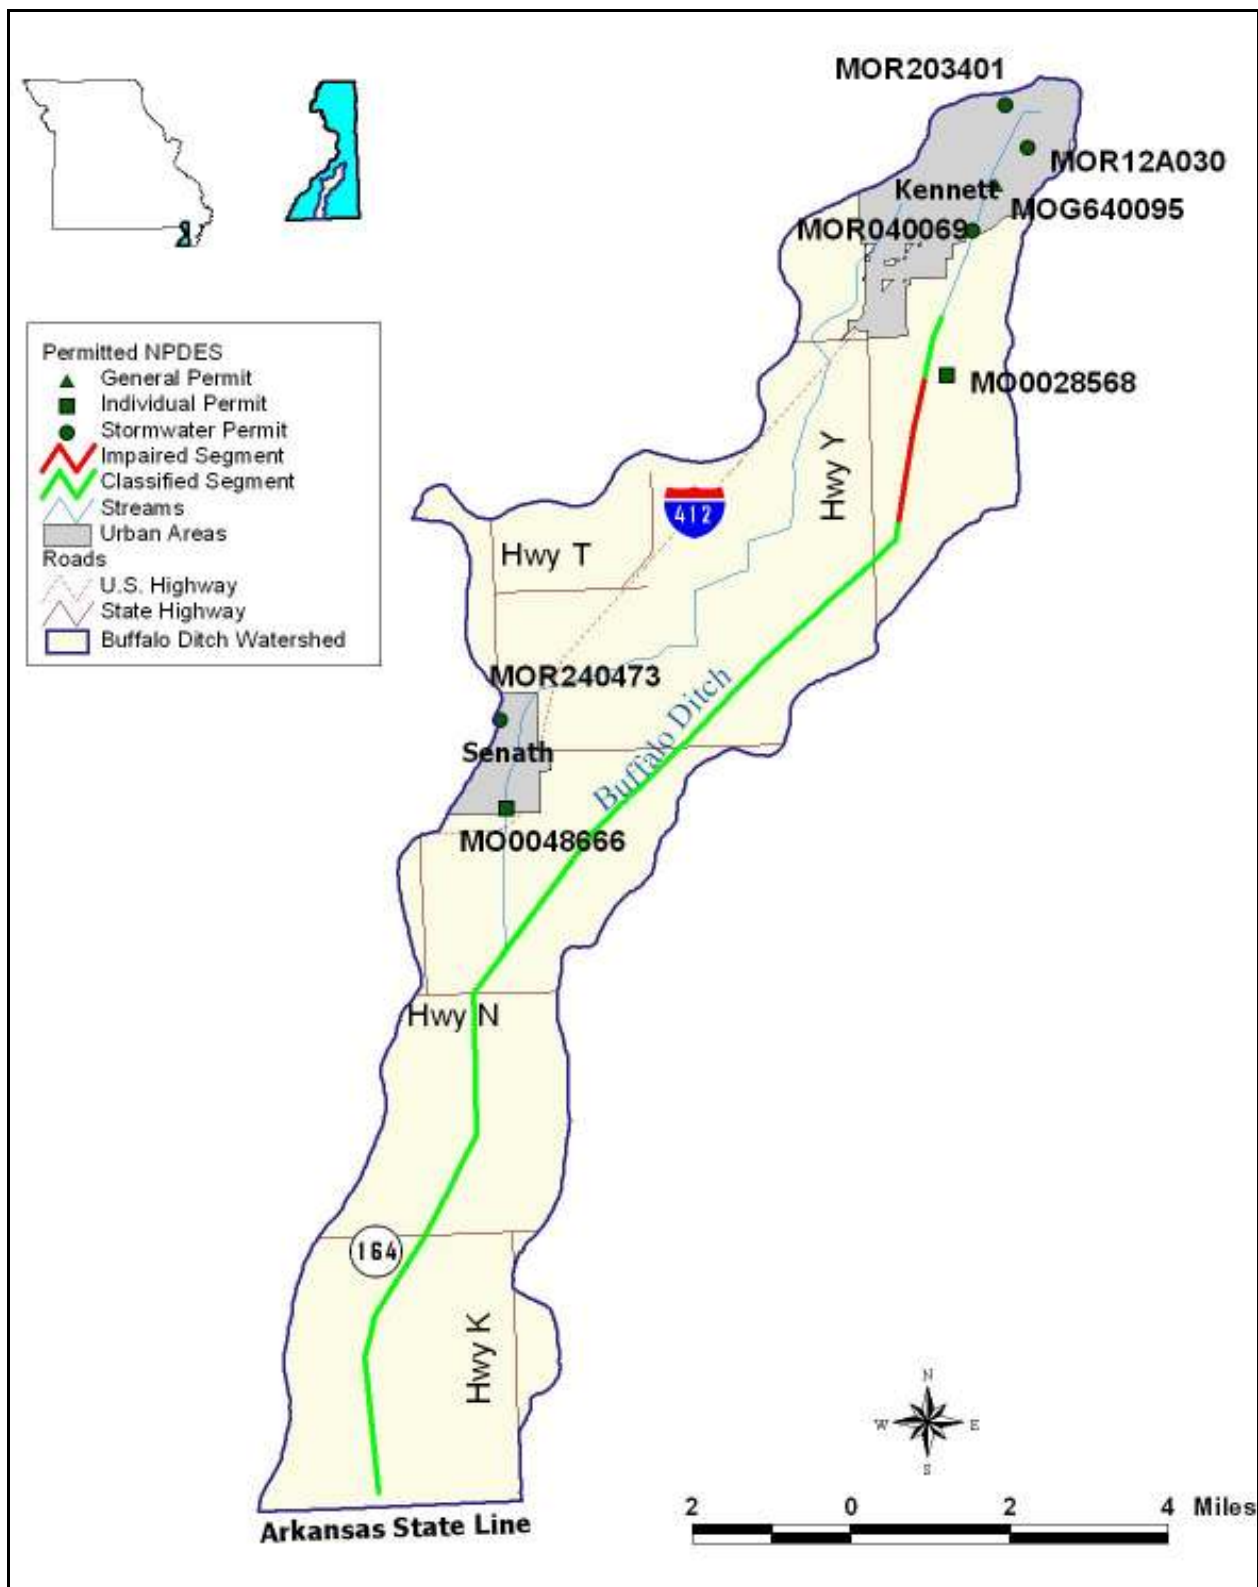 MOR203401
MOR12A030
Kennett
MOG640095
MOR040069
MO0028568
Permitted NPDES
General Permit
Individual Permit
Stormwater Permit
Impaired Segment
Classified Segment
Streams
Urban Areas
Roads
U.S. Highway
State Highway
Buffalo Ditch Watershed
Hwy Y
412
Hwy T
MOR240473
Senath
Buffalo Ditch
MO0048666
Hwy N
164
Hwy K
N
W E
S
2 0 2 4 Miles
Arkansas State Line